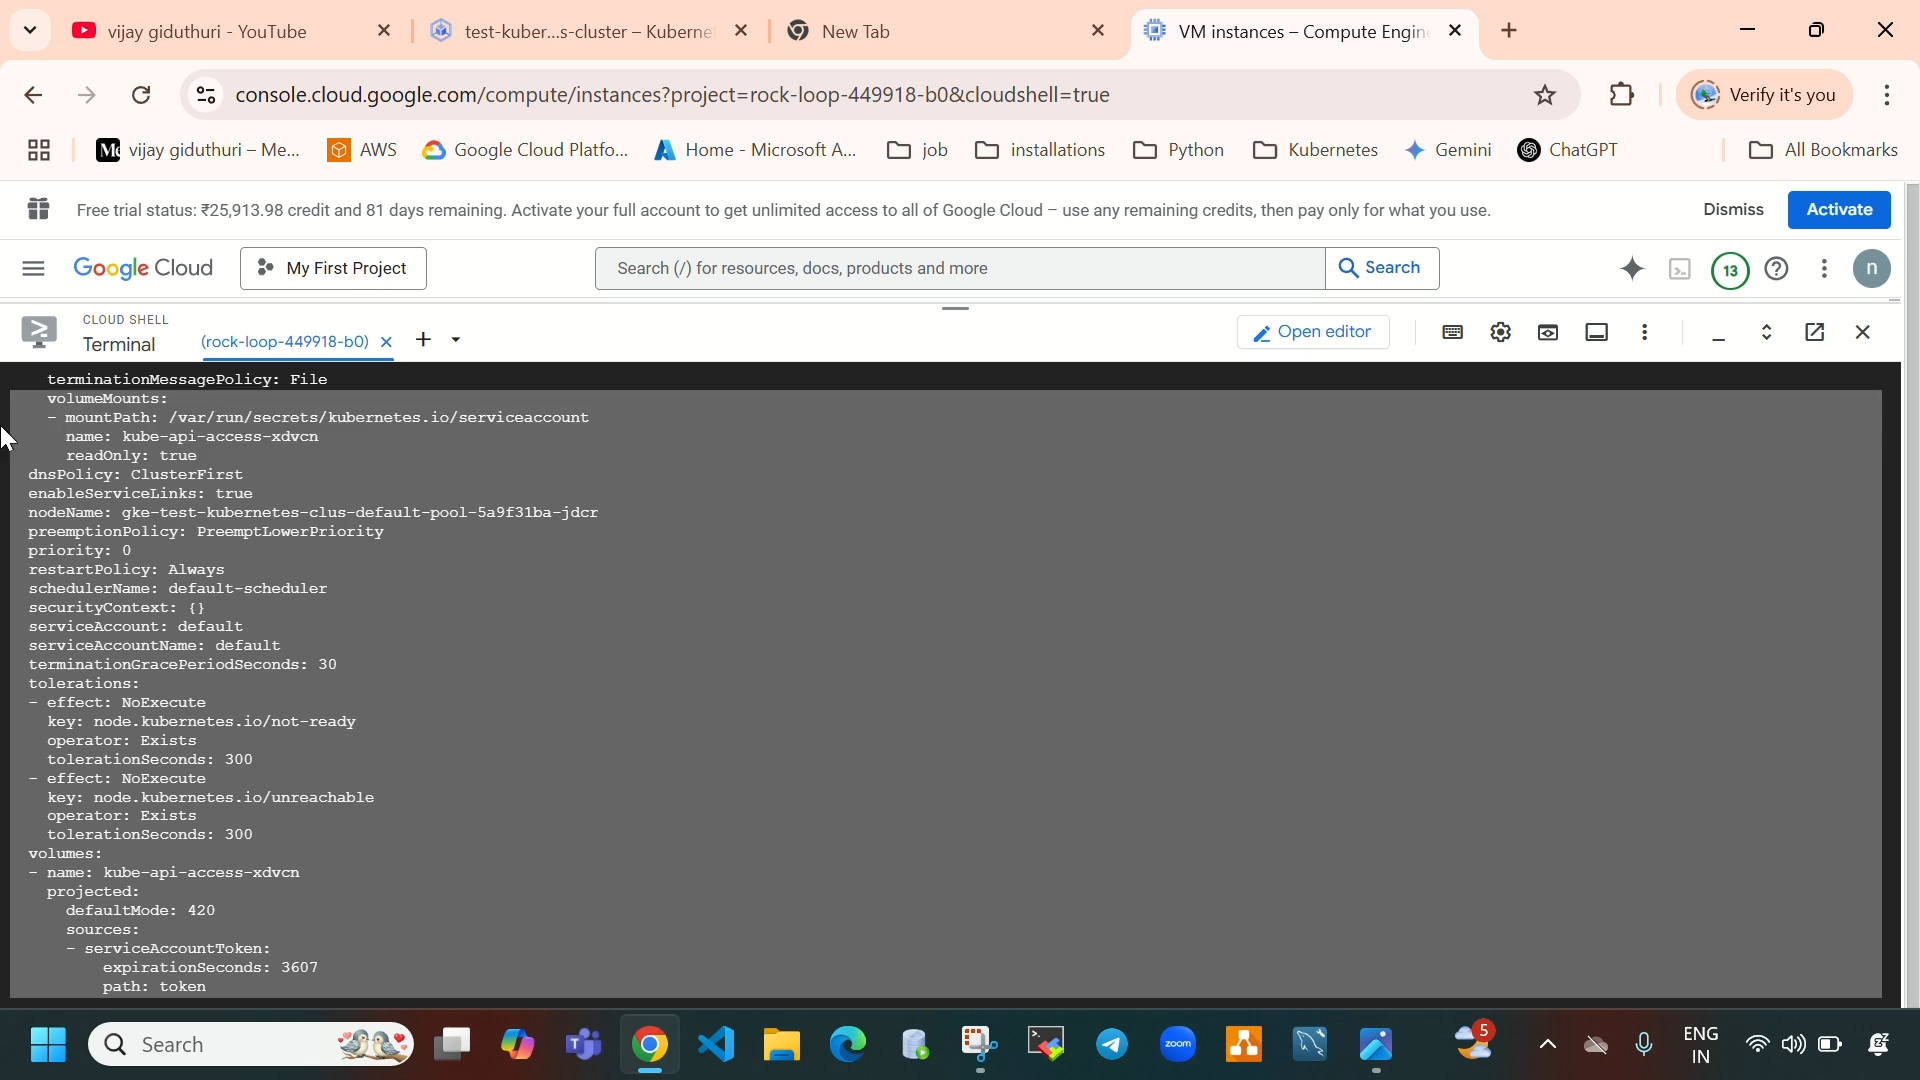 vijay giduthuri - YouTube
test-kuber...s-cluster – Kuberne
New Tab
VM instances – Compute Engin
console.cloud.google.com/compute/instances?project=rock-loop-449918-b0&cloudshell=true
Verify it's you
vijay giduthuri – Me...
AWS
Google Cloud Platfo...
Home - Microsoft A...
job
installations
Python
Kubernetes
Gemini
ChatGPT
All Bookmarks
Free trial status: ₹25,913.98 credit and 81 days remaining. Activate your full account to get unlimited access to all of Google Cloud – use any remaining credits, then pay only for what you use.
Dismiss
Activate
Google Cloud
My First Project
Search (/) for resources, docs, products and more
Search
13
n
CLOUD SHELL
Terminal
(rock-loop-449918-b0)
Open editor
terminationMessagePolicy: File
volumeMounts:
- mountPath: /var/run/secrets/kubernetes.io/serviceaccount
name: kube-api-access-xdvcn
readOnly: true
dnsPolicy: ClusterFirst
enableServiceLinks: true
nodeName: gke-test-kubernetes-clus-default-pool-5a9f31ba-jdcr
preemptionPolicy: PreemptLowerPriority
priority: 0
restartPolicy: Always
schedulerName: default-scheduler
securityContext: {}
serviceAccount: default
serviceAccountName: default
terminationGracePeriodSeconds: 30
tolerations:
- effect: NoExecute
key: node.kubernetes.io/not-ready
operator: Exists
tolerationSeconds: 300
- effect: NoExecute
key: node.kubernetes.io/unreachable
operator: Exists
tolerationSeconds: 300
volumes:
- name: kube-api-access-xdvcn
projected:
defaultMode: 420
sources:
- serviceAccountToken:
expirationSeconds: 3607
path: token
Search
zoom
5
ENG
IN